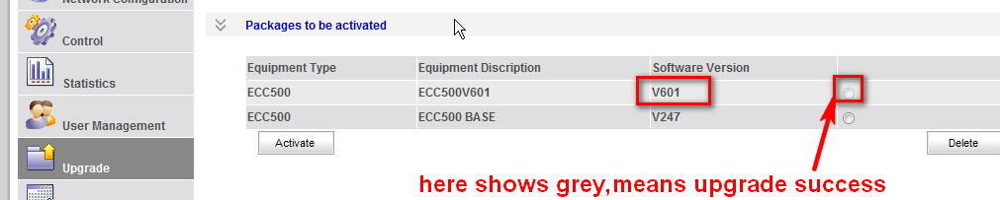 Network Configuration
Packages to be activated
Control
Equipment Type Equipment Discription Software Version
Statistics
ECC500 ECC500V601 V601
ECC500 ECC500 BASE V247
User Management
Activate Delete
Upgrade
here shows grey,means upgrade success